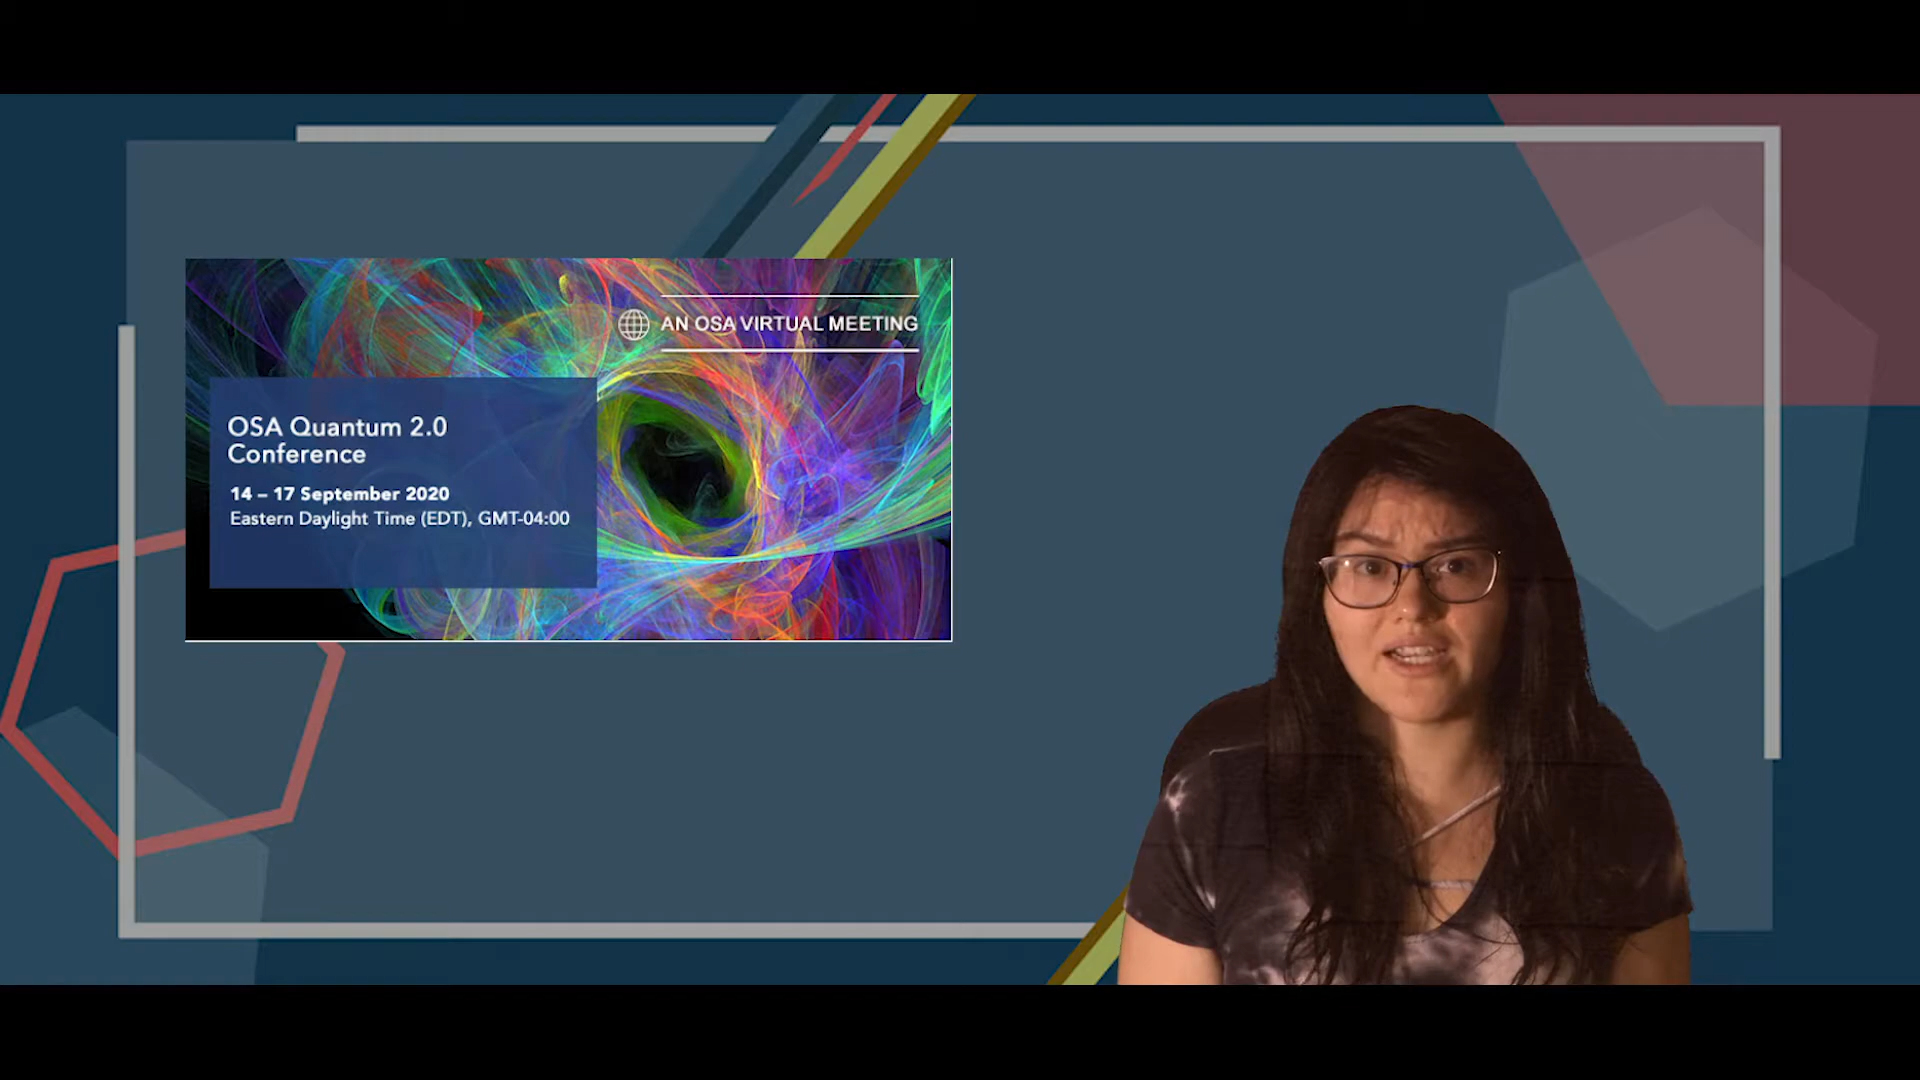 AN OSA VIRTUAL MEETING
OSA Quantum 2.0
Conference
14 – 17 September 2020
Eastern Daylight Time (EDT), GMT-04:00